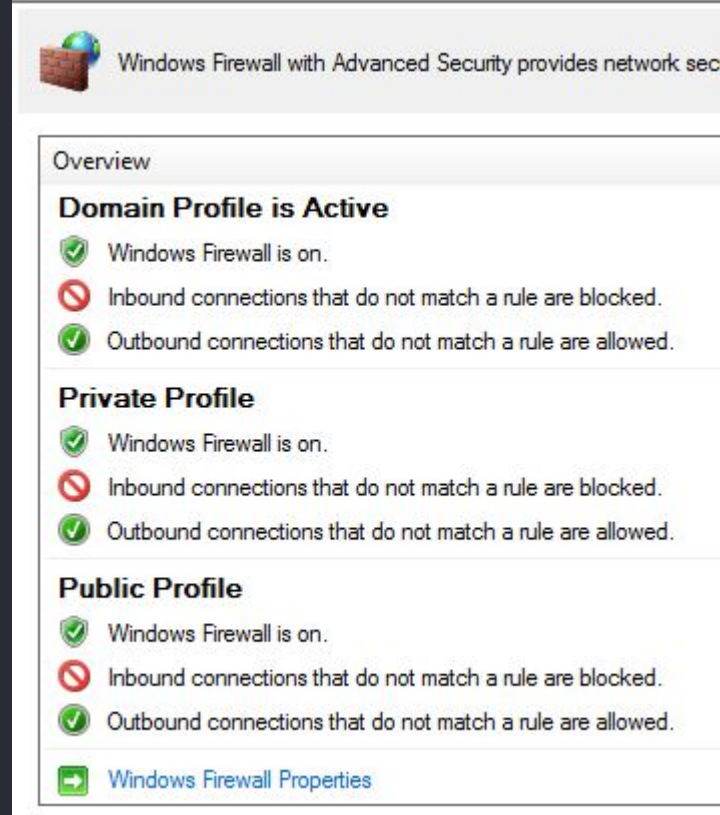 Windows Firewall with Advanced Security provides network sec
Overview
Domain Profile is Active
Windows Firewall is on.
Inbound connections that do not match a rule are blocked.
Outbound connections that do not match a rule are allowed.
Private Profile
Windows Firewall is on.
Inbound connections that do not match a rule are blocked.
Outbound connections that do not match a rule are allowed.
Public Profile
Windows Firewall is on.
Inbound connections that do not match a rule are blocked.
Outbound connections that do not match a rule are allowed.
Windows Firewall Properties